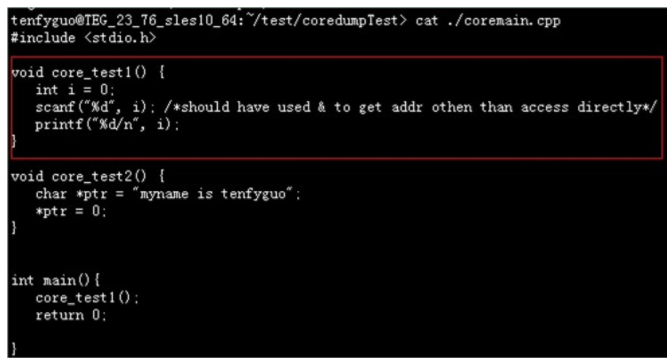 tenfyguo@TEG_23_76_sles10_64:~/test/coredumpTest> cat ./coremain.cpp
#include <stdio.h>
void core_test1() {
int i = 0;
scanf("%d", i); /*should have used & to get addr othen than access directly*/
printf("%d/n", i);
}
void core_test2() {
char *ptr = "myname is tenfyguo";
*ptr = 0;
}
int main(){
core_test1();
return 0;
}